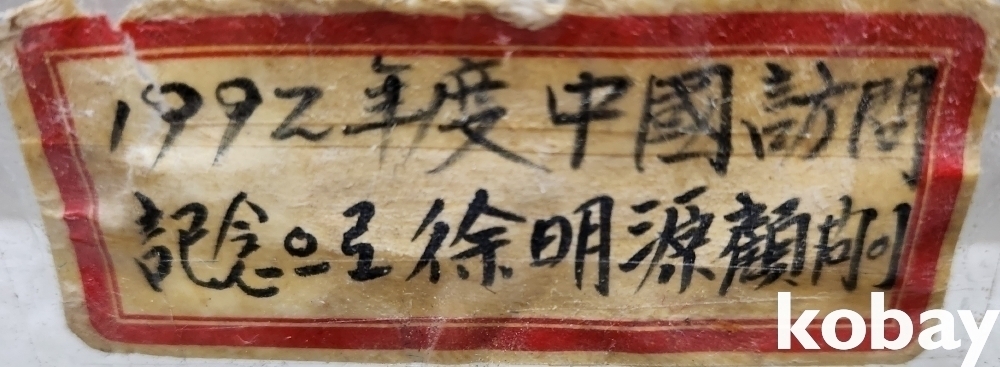 1992年度 中國訪問
記念으로 徐明源顧問
kobay